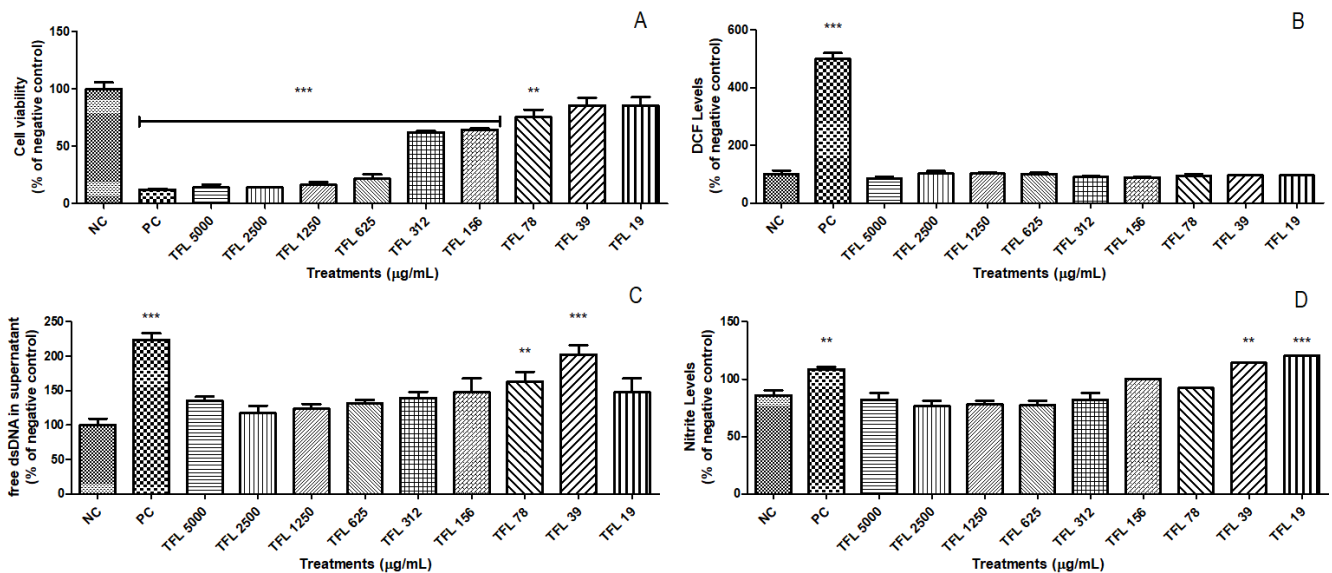 A
Cell viability
(% of negative control)
150
100
50
0
***
**
NC
PC
TFL 5000
TFL 2500
TFL 1250
TFL 625
TFL 312
TFL 156
TFL 78
TFL 39
TFL 19
Treatments (µg/mL)
B
DCF Levels
(% of negative control)
600
400
200
0
***
NC
PC
TFL 5000
TFL 2500
TFL 1250
TFL 625
TFL 312
TFL 156
TFL 78
TFL 39
TFL 19
Treatments (µg/mL)
C
free dsDNA in supernatant
(% of negative control)
250
200
150
100
50
0
***
**
***
NC
PC
TFL 5000
TFL 2500
TFL 1250
TFL 625
TFL 312
TFL 156
TFL 78
TFL 39
TFL 19
Treatments (µg/mL)
D
Nitrite Levels
(% of negative control)
150
100
50
0
**
**
***
NC
PC
TFL 5000
TFL 2500
TFL 1250
TFL 625
TFL 312
TFL 156
TFL 78
TFL 39
TFL 19
Treatments (µg/mL)